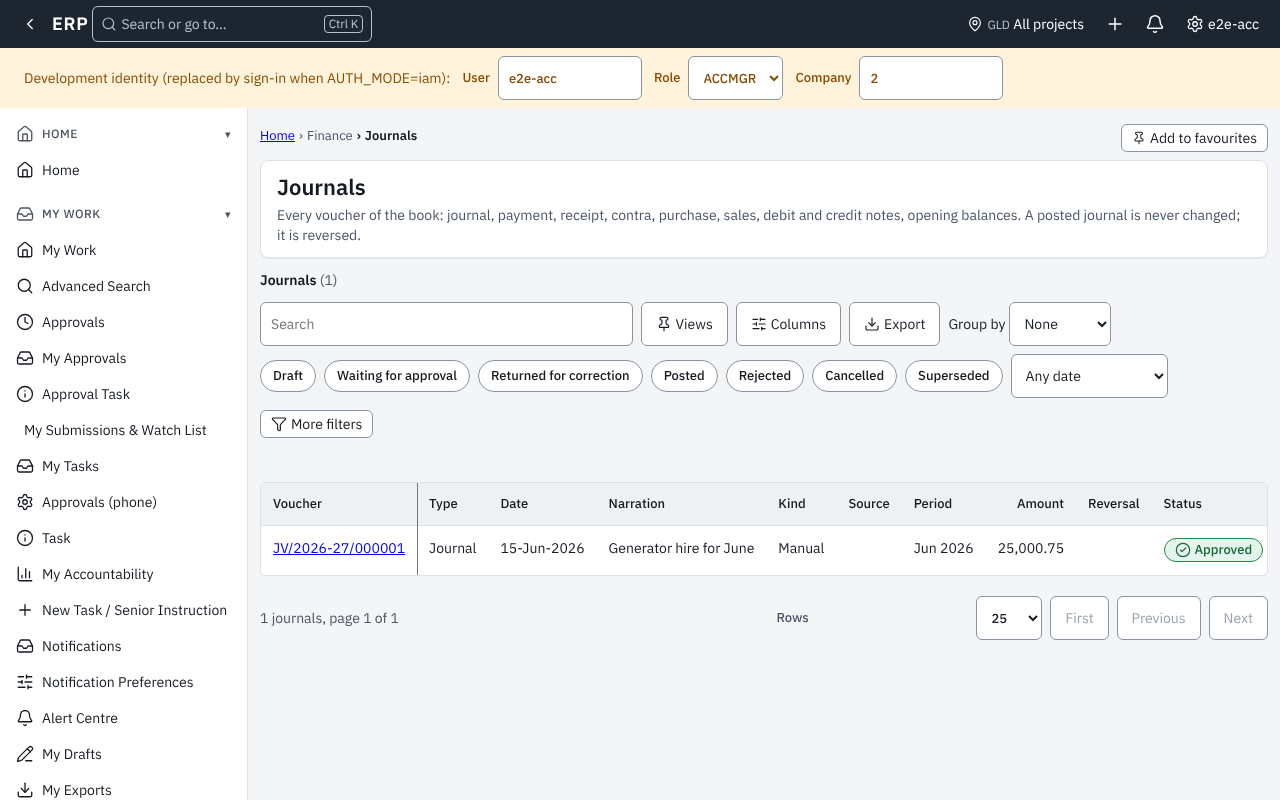 ERP Search or go to... Ctrl K GLD All projects e2e-acc
Development identity (replaced by sign-in when AUTH_MODE=iam): User e2e-acc Role ACCMGR Company 2
HOME
Home
MY WORK
My Work
Advanced Search
Approvals
My Approvals
Approval Task
My Submissions & Watch List
My Tasks
Approvals (phone)
Task
My Accountability
New Task / Senior Instruction
Notifications
Notification Preferences
Alert Centre
My Drafts
My Exports
Home › Finance › Journals
Add to favourites
Journals
Every voucher of the book: journal, payment, receipt, contra, purchase, sales, debit and credit notes, opening balances. A posted journal is never changed;
it is reversed.
Journals (1)
Search Views Columns Export Group by None
Draft Waiting for approval Returned for correction Posted Rejected Cancelled Superseded Any date
More filters
Voucher Type Date Narration Kind Source Period Amount Reversal Status
JV/2026-27/000001 Journal 15-Jun-2026 Generator hire for June Manual Jun 2026 25,000.75 Approved
1 journals, page 1 of 1 Rows 25 First Previous Next